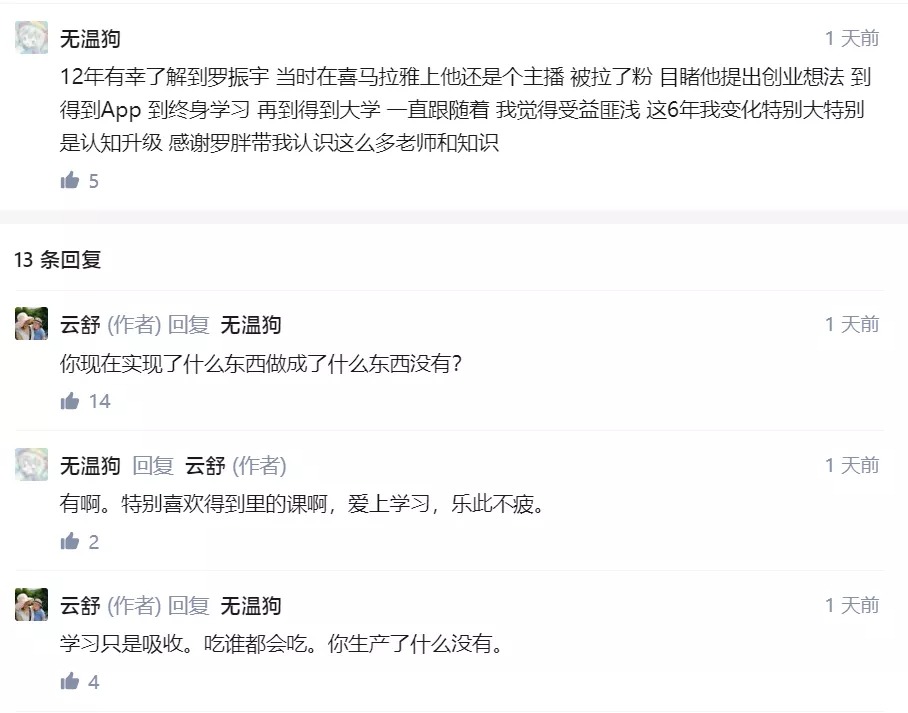 无温狗 1 天前
12年有幸了解到罗振宇 当时在喜马拉雅上他还是个主播 被拉了粉 目睹他提出创业想法 到
得到App 到终身学习 再到得到大学 一直跟随着 我觉得受益匪浅 这6年我变化特别大特别
是认知升级 感谢罗胖带我认识这么多老师和知识
5
13 条回复
云舒 (作者) 回复 无温狗 1 天前
你现在实现了什么东西做成了什么东西没有?
14
无温狗 回复 云舒 (作者) 1 天前
有啊。特别喜欢得到里的课啊，爱上学习，乐此不疲。
2
云舒 (作者) 回复 无温狗 1 天前
学习只是吸收。吃谁都会吃。你生产了什么没有。
4